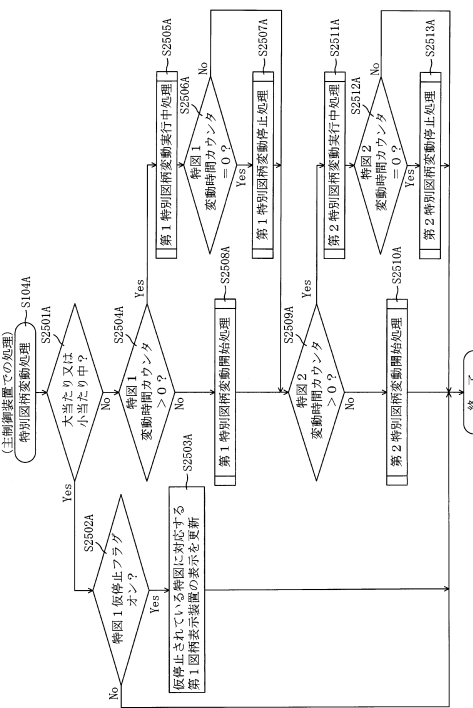 (主制御装置での処理)
特別図柄変動処理
S104A
S2501A
大当たり又は
小当たり中?
Yes
No
S2502A
特図1仮停止フラグ
オン?
No
Yes
S2503A
仮停止されている特図に対応する
第1図柄表示装置の表示を更新
S2504A
特図1
変動時間カウンタ
>0?
Yes
No
S2505A
第1特別図柄変動実行中処理
S2506A
特図1
変動時間カウンタ
=0?
No
Yes
S2507A
第1特別図柄変動停止処理
S2508A
第1特別図柄変動開始処理
S2509A
特図2
変動時間カウンタ
>0?
Yes
No
S2511A
第2特別図柄変動実行中処理
S2512A
特図2
変動時間カウンタ
=0?
No
Yes
S2513A
第2特別図柄変動停止処理
S2510A
第2特別図柄変動開始処理